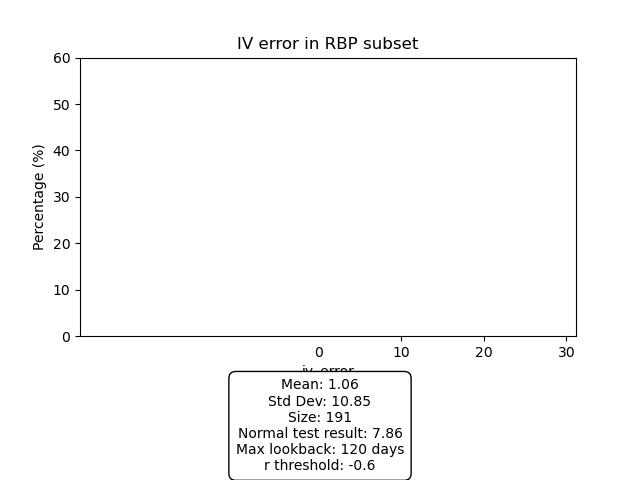 IV error in RBP subset
60
50
40
30
20
10
0
Percentage (%)
0 10 20 30
iv_error
Mean: 1.06
Std Dev: 10.85
Size: 191
Normal test result: 7.86
Max lookback: 120 days
r threshold: -0.6